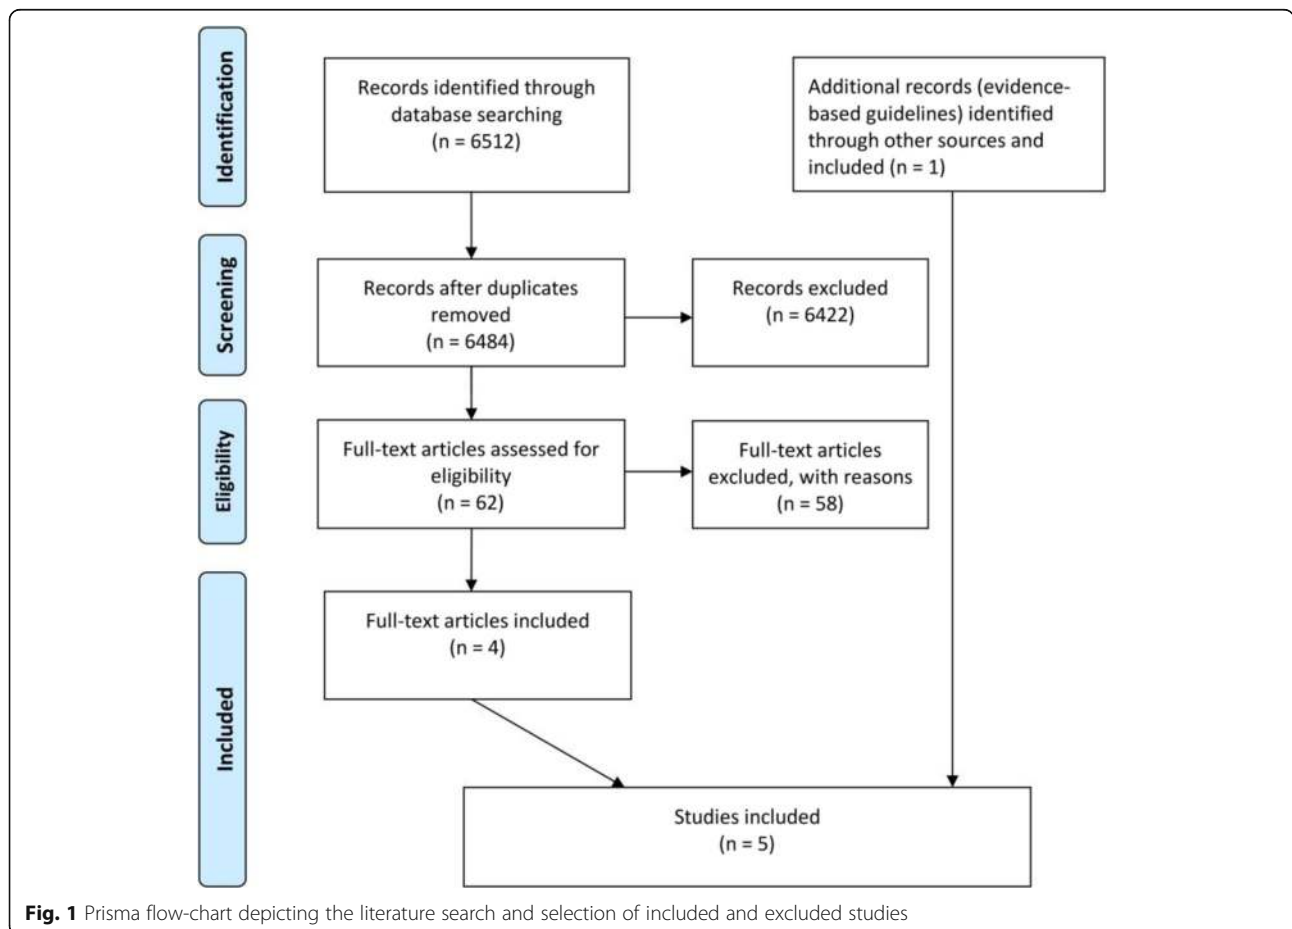 Identification
Records identified through
database searching
(n = 6512)
Additional records (evidence-
based guidelines) identified
through other sources and
included (n = 1)
Screening
Records after duplicates
removed
(n = 6484)
Records excluded
(n = 6422)
Eligibility
Full-text articles assessed for
eligibility
(n = 62)
Full-text articles
excluded, with reasons
(n = 58)
Included
Full-text articles included
(n = 4)
Studies included
(n = 5)
Fig. 1 Prisma flow-chart depicting the literature search and selection of included and excluded studies